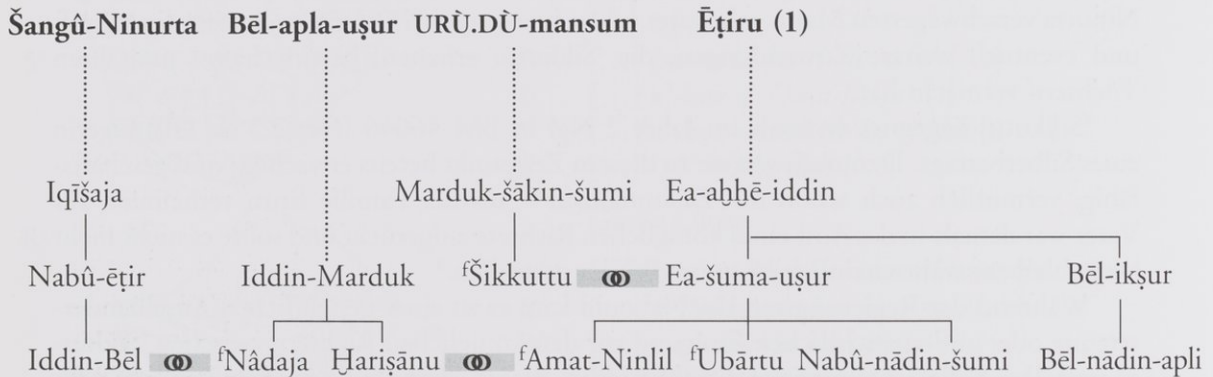 Šangû-Ninurta Bēl-apla-uṣur URÙ.DÙ-mansum Ēṭiru (1)
Iqīšaja Marduk-šākin-šumi Ea-aḫḫē-iddin
Nabû-ēṭir Iddin-Marduk ᶠŠikkuttu Ea-šuma-uṣur Bēl-ikṣur
Iddin-Bēl ᶠNâdaja Ḫariṣānu ᶠAmat-Ninlil ᶠUbārtu Nabû-nādin-šumi Bēl-nādin-apli